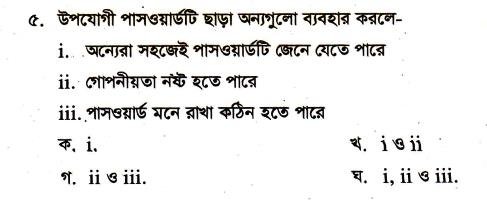 ৫. উপযোগী পাসওয়ার্ডটি ছাড়া অন্যগুলো ব্যবহার করলে-
i. অন্যেরা সহজেই পাসওয়ার্ডটি জেনে যেতে পারে
ii. গোপনীয়তা নষ্ট হতে পারে
iii. পাসওয়ার্ড মনে রাখা কঠিন হতে পারে
ক. i. খ. i ও ii
গ. ii ও iii. ঘ. i, ii ও iii.